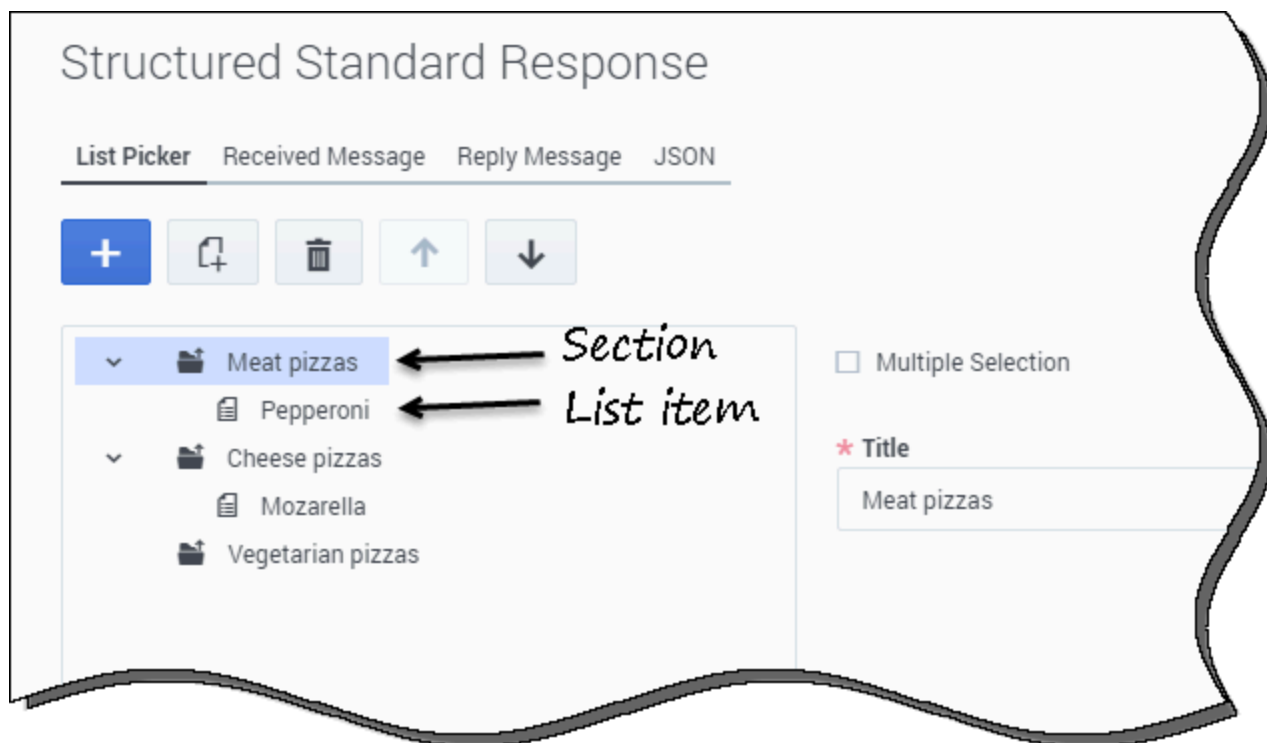 Structured Standard Response
List Picker Received Message Reply Message JSON
Meat pizzas Section
Pepperoni List item
Cheese pizzas
Mozarella
Vegetarian pizzas
Multiple Selection
* Title
Meat pizzas